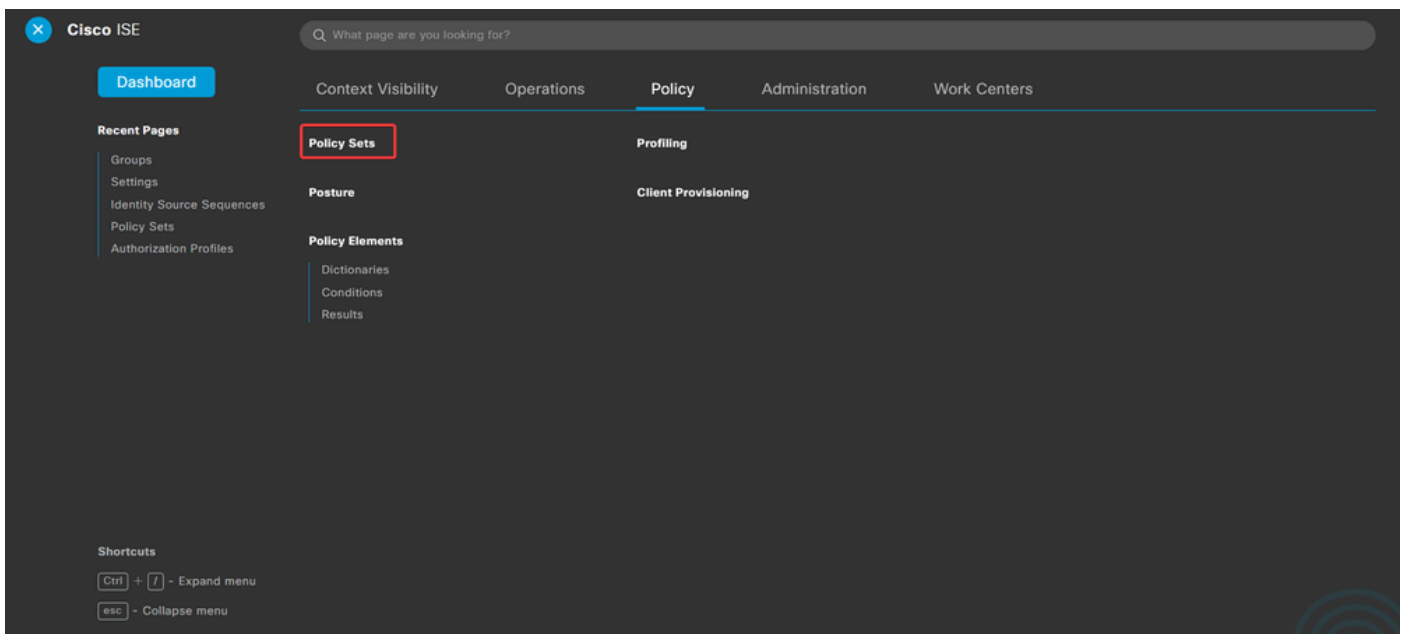 Cisco ISE
What page are you looking for?
Dashboard
Context Visibility
Operations
Policy
Administration
Work Centers
Recent Pages
Groups
Settings
Identity Source Sequences
Policy Sets
Authorization Profiles
Policy Sets
Profiling
Posture
Client Provisioning
Policy Elements
Dictionaries
Conditions
Results
Shortcuts
Ctrl + / - Expand menu
esc - Collapse menu